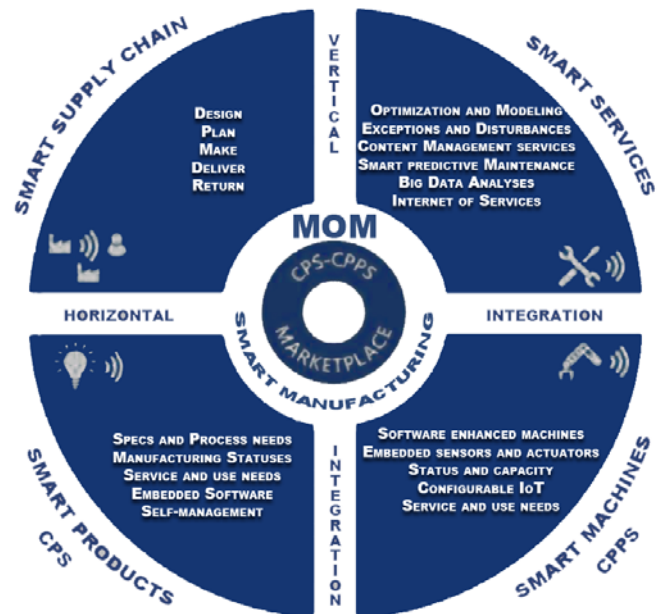 SMART SUPPLY CHAIN
DESIGN
PLAN
MAKE
DELIVER
RETURN
VERTICAL
SMART SERVICES
OPTIMIZATION AND MODELING
EXCEPTIONS AND DISTURBANCES
CONTENT MANAGEMENT SERVICES
SMART PREDICTIVE MAINTENANCE
BIG DATA ANALYSES
INTERNET OF SERVICES
MOM
CPS-CPPS
MARKETPLACE
SMART MANUFACTURING
HORIZONTAL
INTEGRATION
SPECS AND PROCESS NEEDS
MANUFACTURING STATUSES
SERVICE AND USE NEEDS
EMBEDDED SOFTWARE
SELF-MANAGEMENT
SMART PRODUCTS
CPS
INTEGRATION
SOFTWARE ENHANCED MACHINES
EMBEDDED SENSORS AND ACTUATORS
STATUS AND CAPACITY
CONFIGURABLE IOT
SERVICE AND USE NEEDS
SMART MACHINES
CPPS